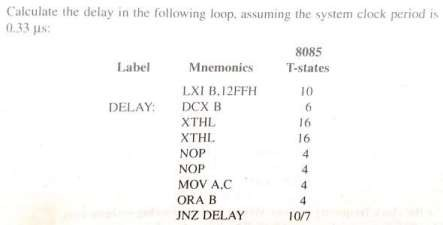 Calculate the delay in the following loop, assuming the system clock period is
0.33 µs:
8085
Label Mnemonics T-states
LXI B,12FFH 10
DELAY: DCX B 6
XTHL 16
XTHL 16
NOP 4
NOP 4
MOV A,C 4
ORA B 4
JNZ DELAY 10/7